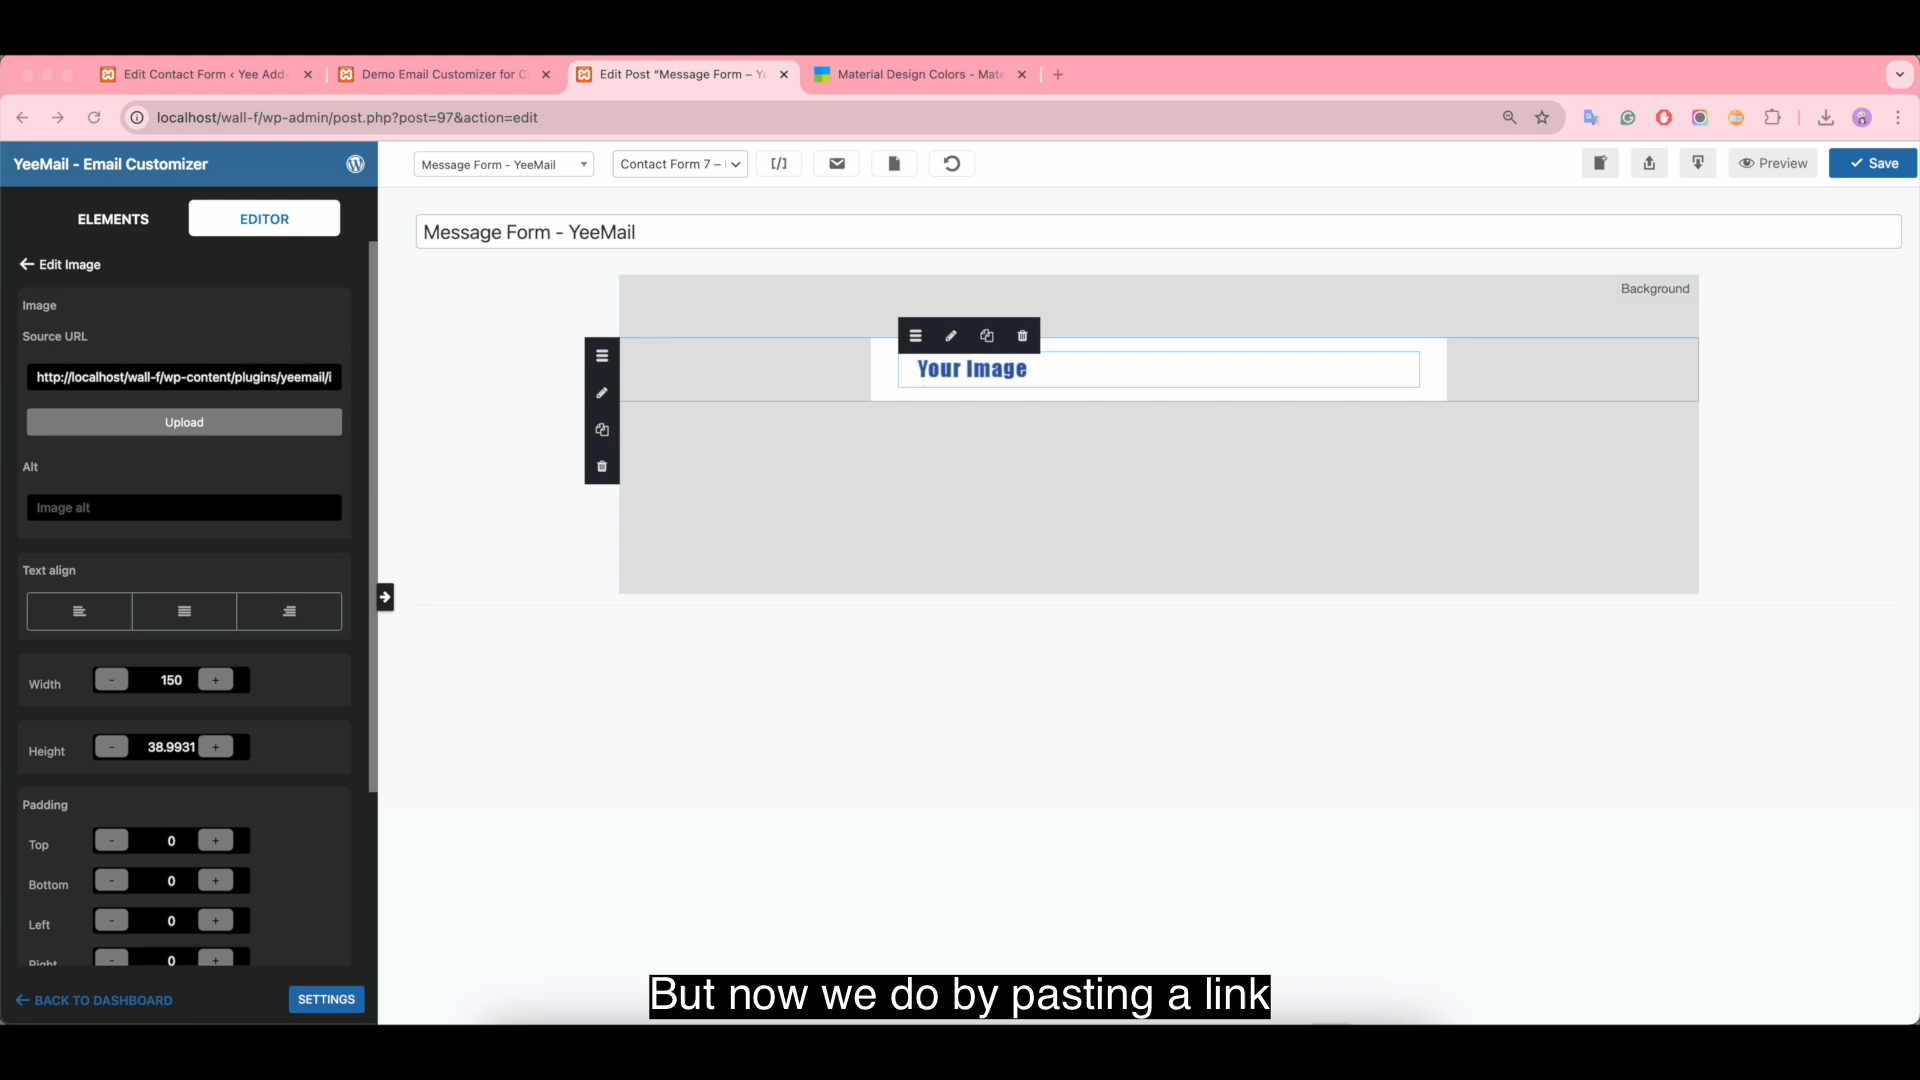 Edit Contact Form ‹ Yee Add-
Demo Email Customizer for C
Edit Post “Message Form – Ye
Material Design Colors - Mate
localhost/wall-f/wp-admin/post.php?post=97&action=edit
YeeMail - Email Customizer
Message Form - YeeMail
Contact Form 7 –
[/]
Preview
Save
ELEMENTS
EDITOR
Message Form - YeeMail
Edit Image
Background
Image
Source URL
http://localhost/wall-f/wp-content/plugins/yeemail/i
Your Image
Upload
Alt
Image alt
Text align
Width
- 150 +
Height
- 38.9931 +
Padding
Top
- 0 +
Bottom
- 0 +
Left
- 0 +
Right
- 0 +
BACK TO DASHBOARD
SETTINGS
But now we do by pasting a link